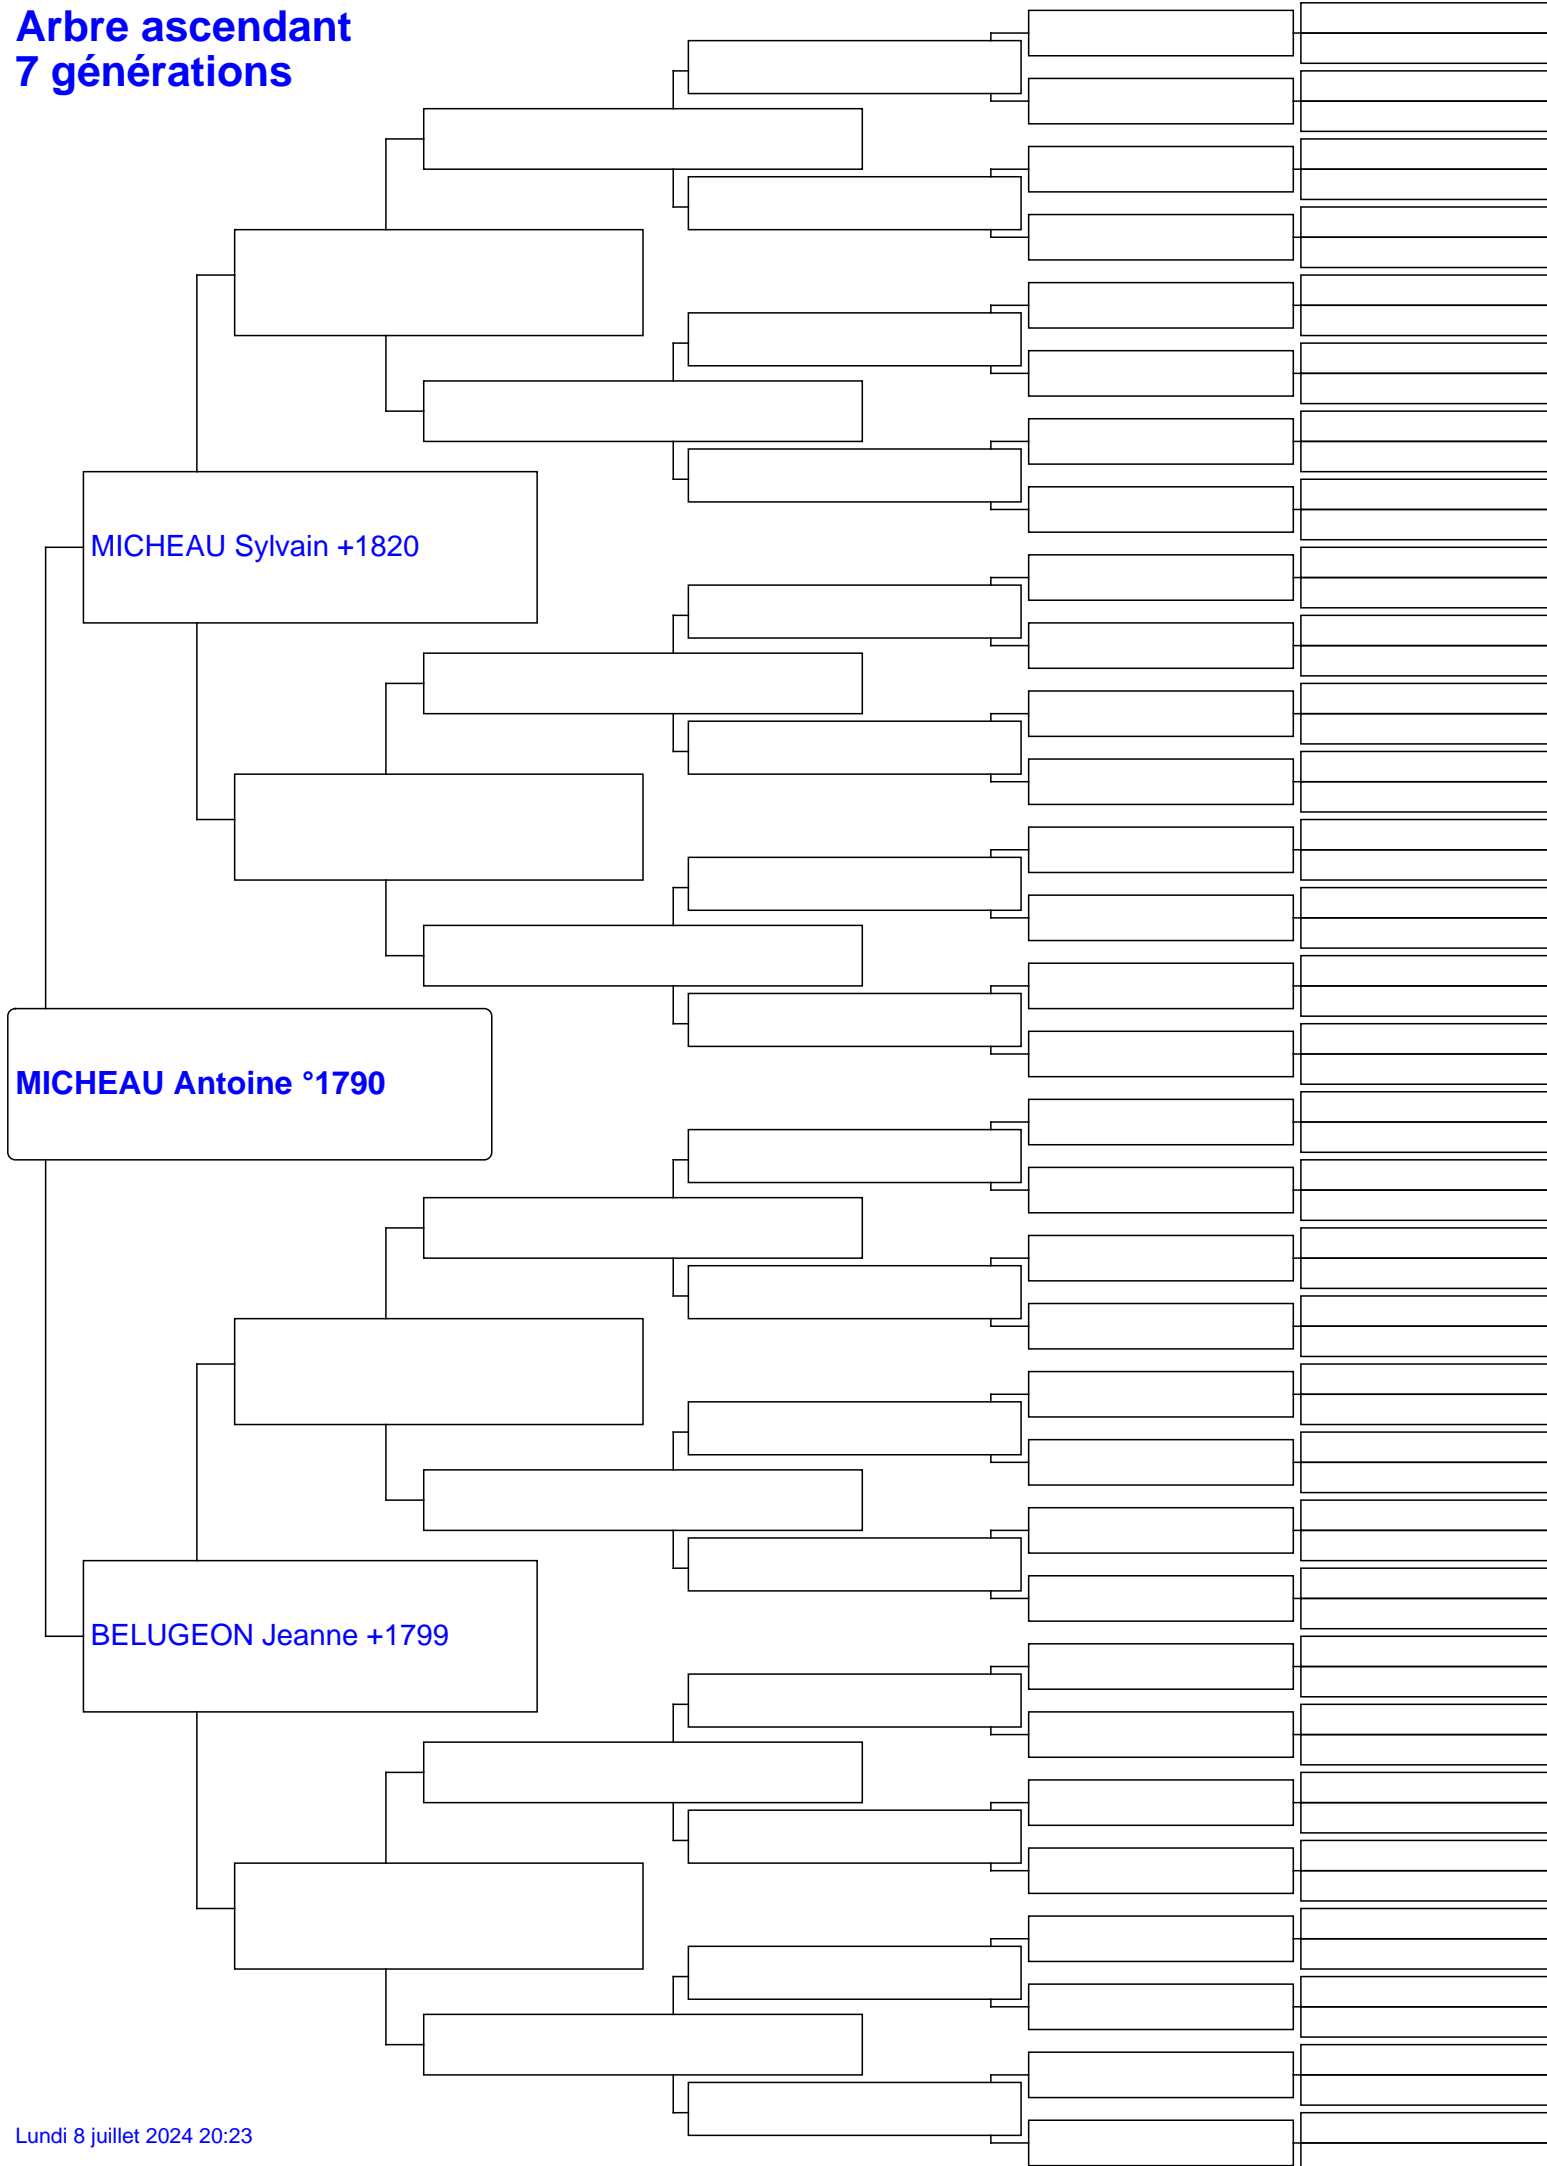 Arbre ascendant
7 générations
MICHEAU Sylvain +1820
MICHEAU Antoine °1790
BELUGEON Jeanne +1799
Lundi 8 juillet 2024 20:23